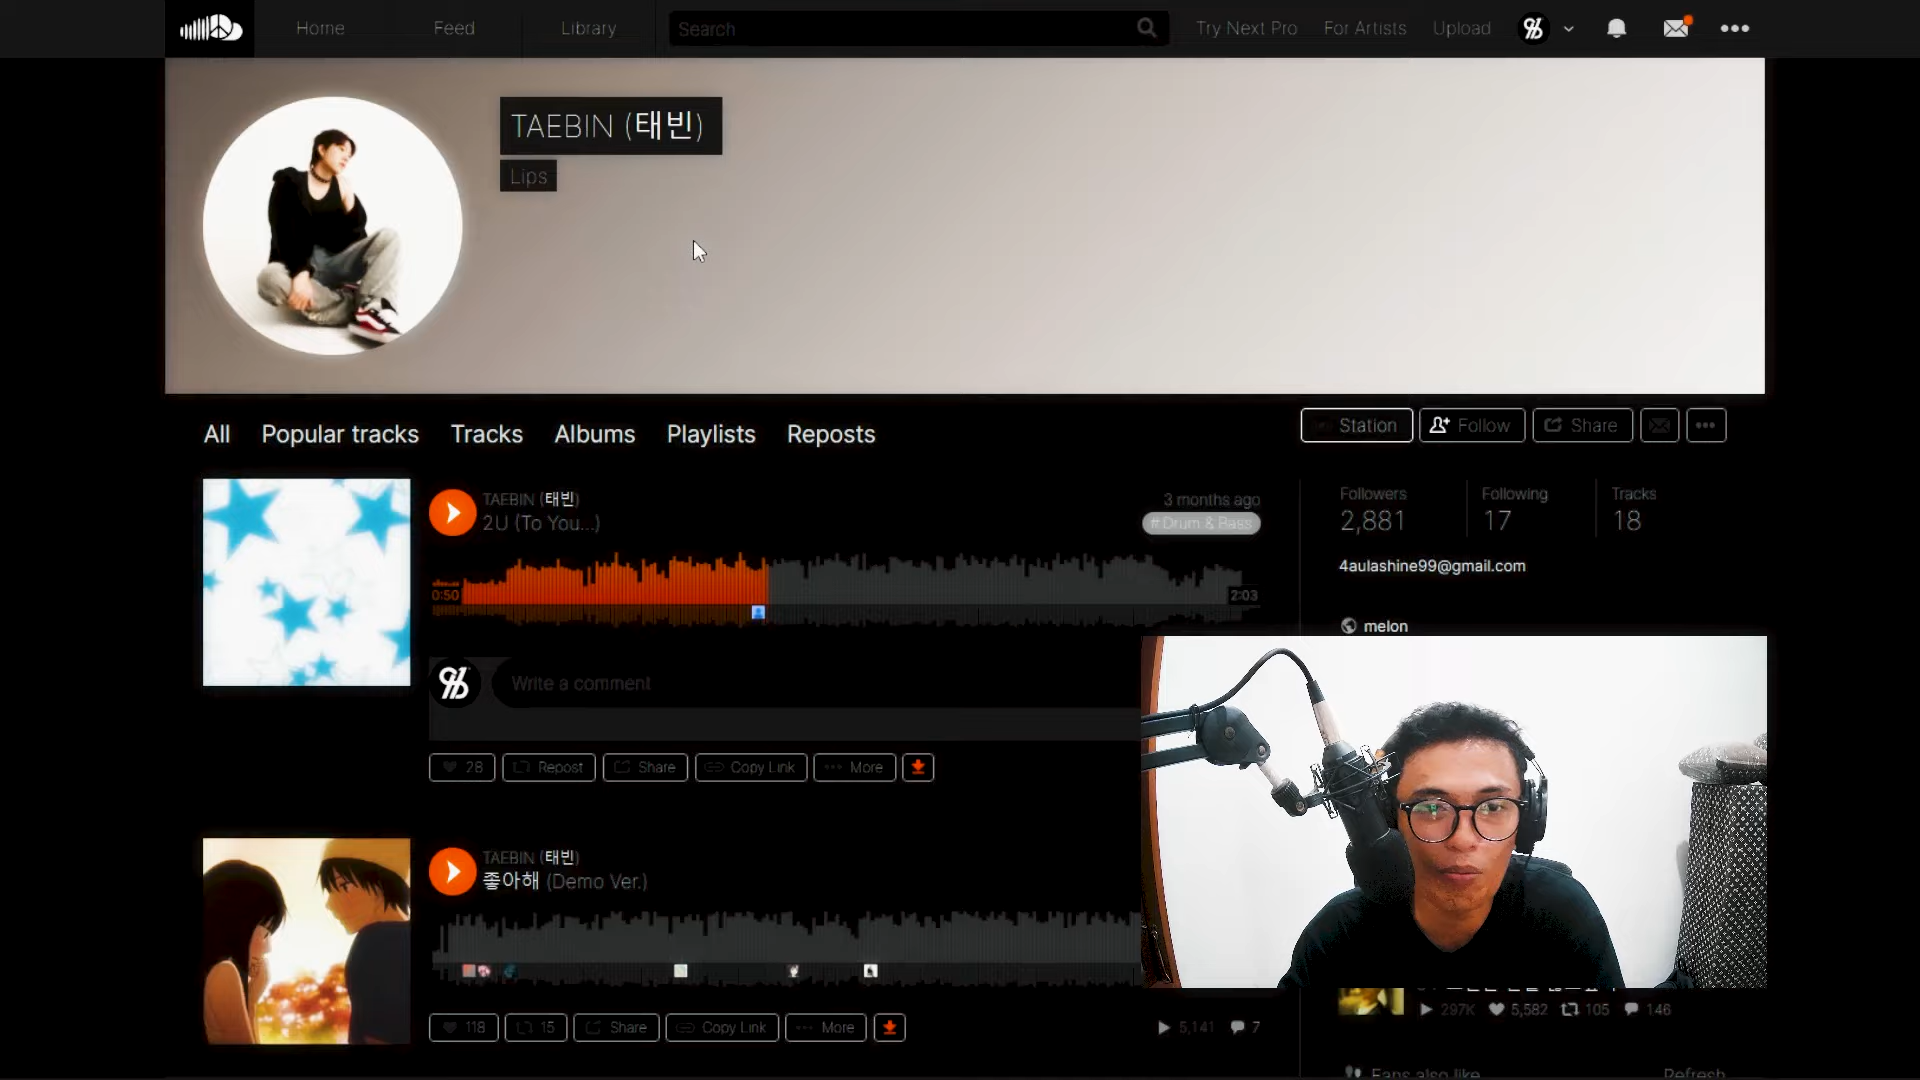 Home
Feed
Library
Search
Try Next Pro
For Artists
Upload
TAEBIN (태빈)
Lips
All
Popular tracks
Tracks
Albums
Playlists
Reposts
Station
Follow
Share
TAEBIN (태빈)
2U (To You...)
3 months ago
# Drum & Bass
0:50
2:03
Write a comment
28
Repost
Share
Copy Link
More
TAEBIN (태빈)
좋아해 (Demo Ver.)
118
15
Share
Copy Link
More
5,141
7
Followers
2,881
Following
17
Tracks
18
4aulashine99@gmail.com
melon
297K
5,582
105
146
Fans also like
Refresh